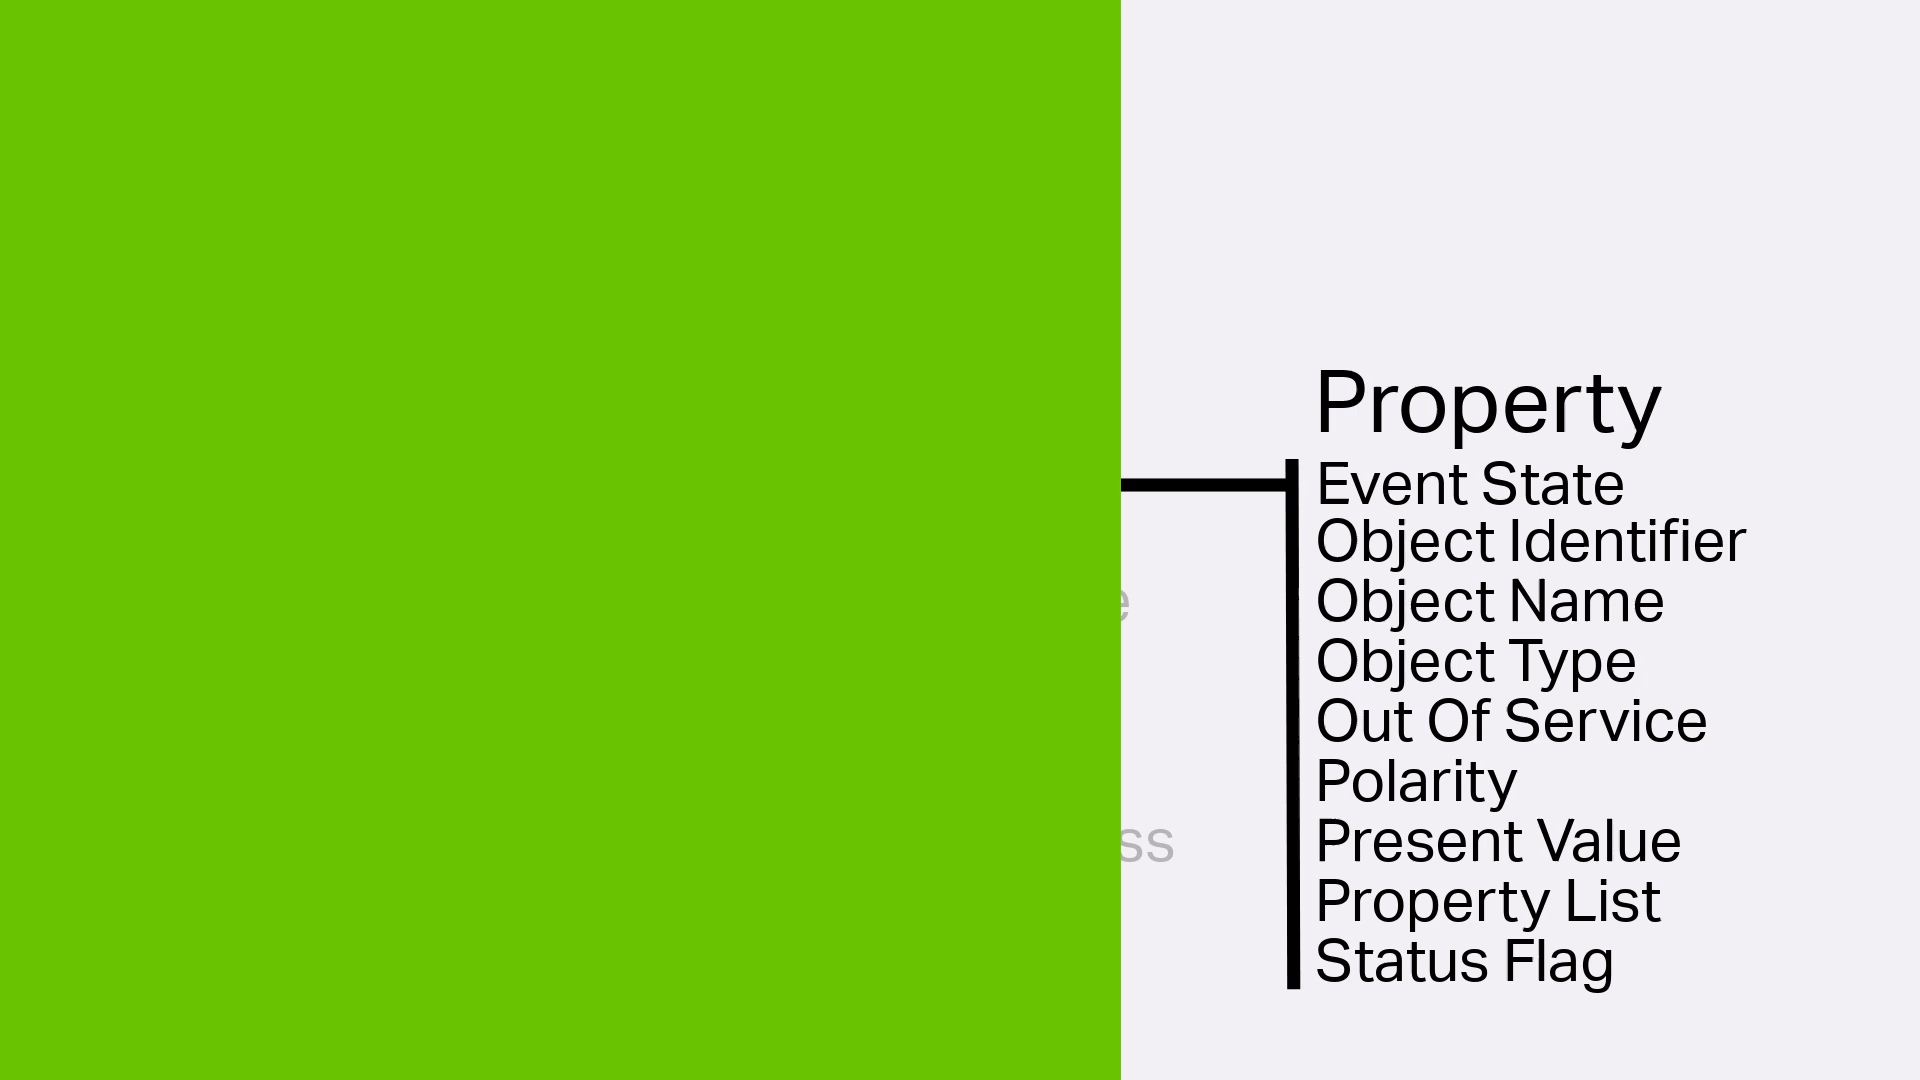 Property
Event State
Object Identifier
Object Name
Object Type
Out Of Service
Polarity
Present Value
Property List
Status Flag